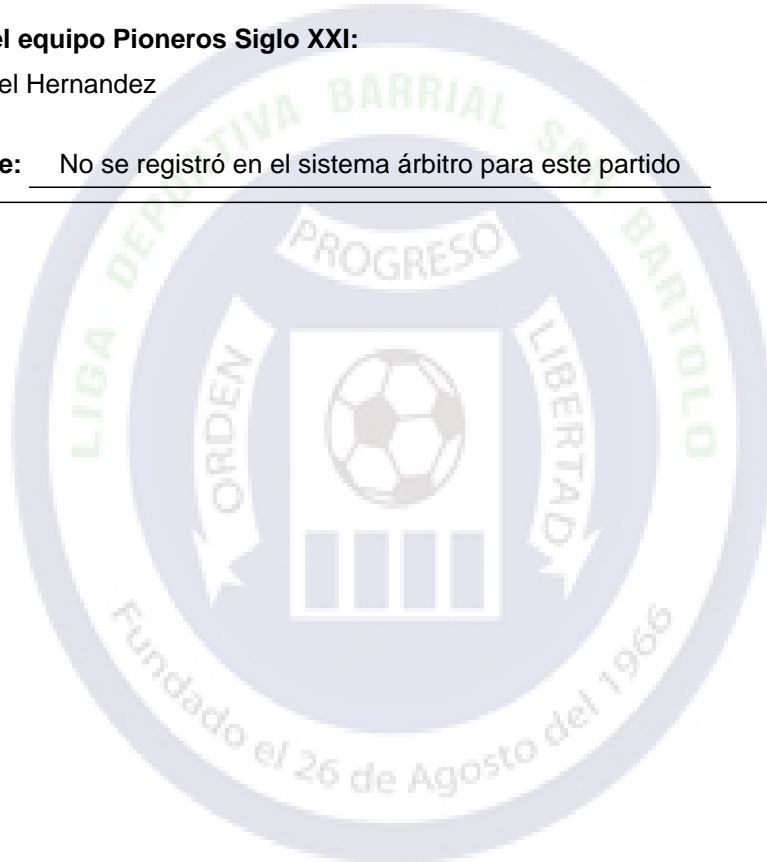 el equipo Pioneros Siglo XXI:
el Hernandez
e: No se registró en el sistema árbitro para este partido
LIGA DEPORTIVA BARRIAL SAN BARTOLO
PROGRESO
ORDEN
LIBERTAD
Fundado el 26 de Agosto del 1966